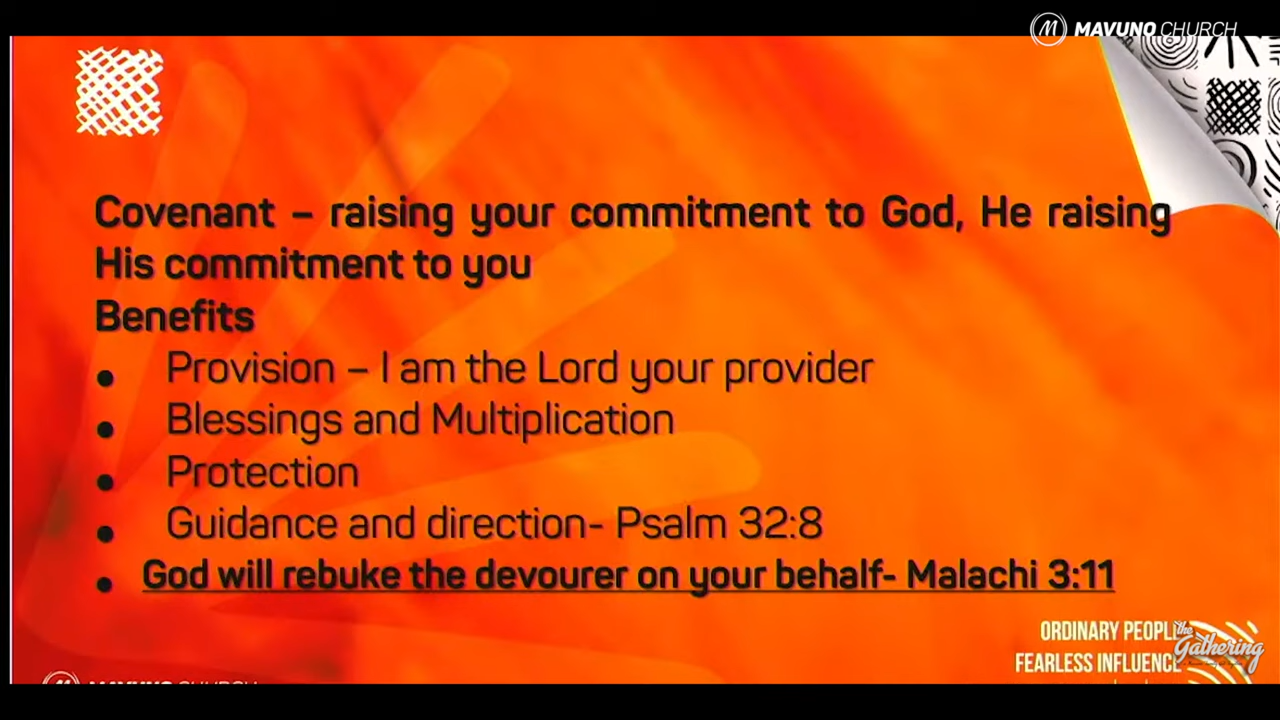 MAVUNO CHURCH
Covenant – raising your commitment to God, He raising
His commitment to you
Benefits
• Provision – I am the Lord your provider
• Blessings and Multiplication
• Protection
• Guidance and direction- Psalm 32:8
• God will rebuke the devourer on your behalf- Malachi 3:11
ORDINARY PEOPLE
FEARLESS INFLUENCE
the Gathering
MAVUNO CHURCH